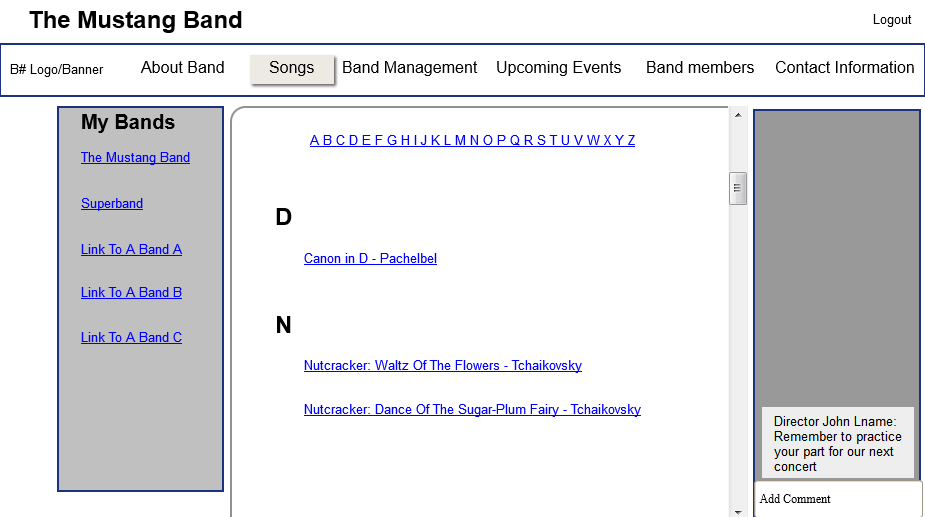 The Mustang Band
Logout
B# Logo/Banner
About Band
Songs
Band Management
Upcoming Events
Band members
Contact Information
My Bands
The Mustang Band
Superband
Link To A Band A
Link To A Band B
Link To A Band C
A B C D E F G H I J K L M N O P Q R S T U V W X Y Z
D
Canon in D - Pachelbel
N
Nutcracker: Waltz Of The Flowers - Tchaikovsky
Nutcracker: Dance Of The Sugar-Plum Fairy - Tchaikovsky
Director John Lname:
Remember to practice
your part for our next
concert
Add Comment